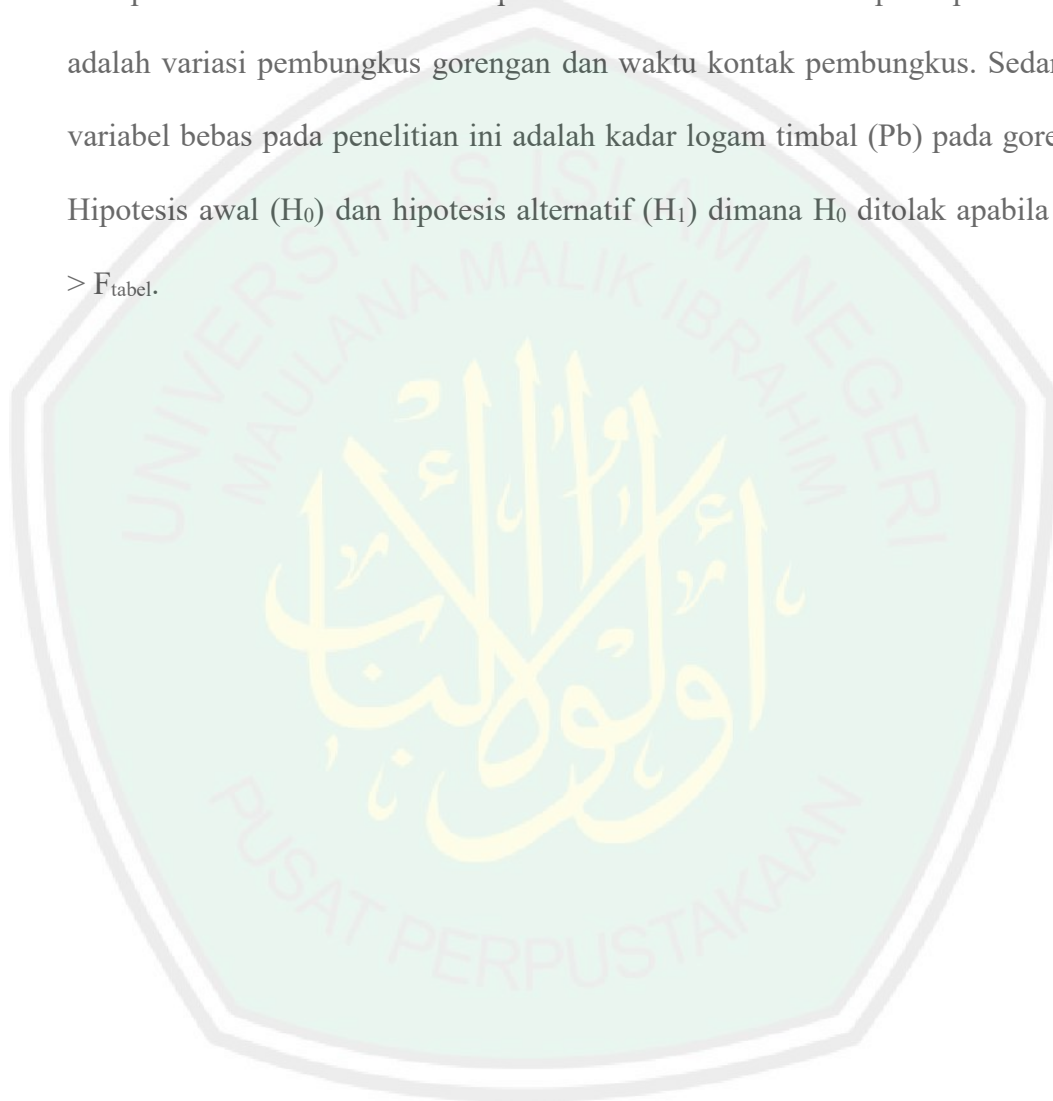 adalah variasi pembungkus gorengan dan waktu kontak pembungkus.
variabel bebas pada penelitian ini adalah kadar logam timbal (Pb) pada
Hipotesis awal (H₀) dan hipotesis alternatif (H₁) dimana H₀ ditolak apabila
> Ftabel.
UNIVERSITAS ISLAM NEGERI
MAULANA MALIK IBRAHIM
أولوا الألباب
PUSAT PERPUSTAKAAN